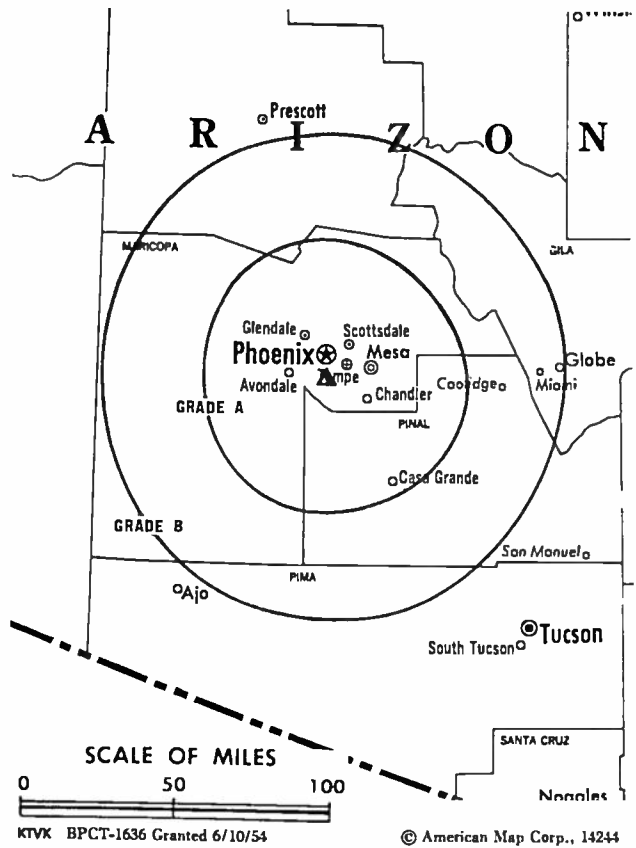 Prescott
A R I Z O N
MARICOPA
GILA
Glendale
Scottsdale
Phoenix
Mesa
Globe
Avondale
Miami
Coolidge
Chandler
GRADE A
PINAL
Casa Grande
GRADE B
San Manuel
PIMA
Ajo
Tucson
South Tucson
SANTA CRUZ
SCALE OF MILES
0 50 100
Nogales
KTVK BPCT-1636 Granted 6/10/54
© American Map Corp., 14244